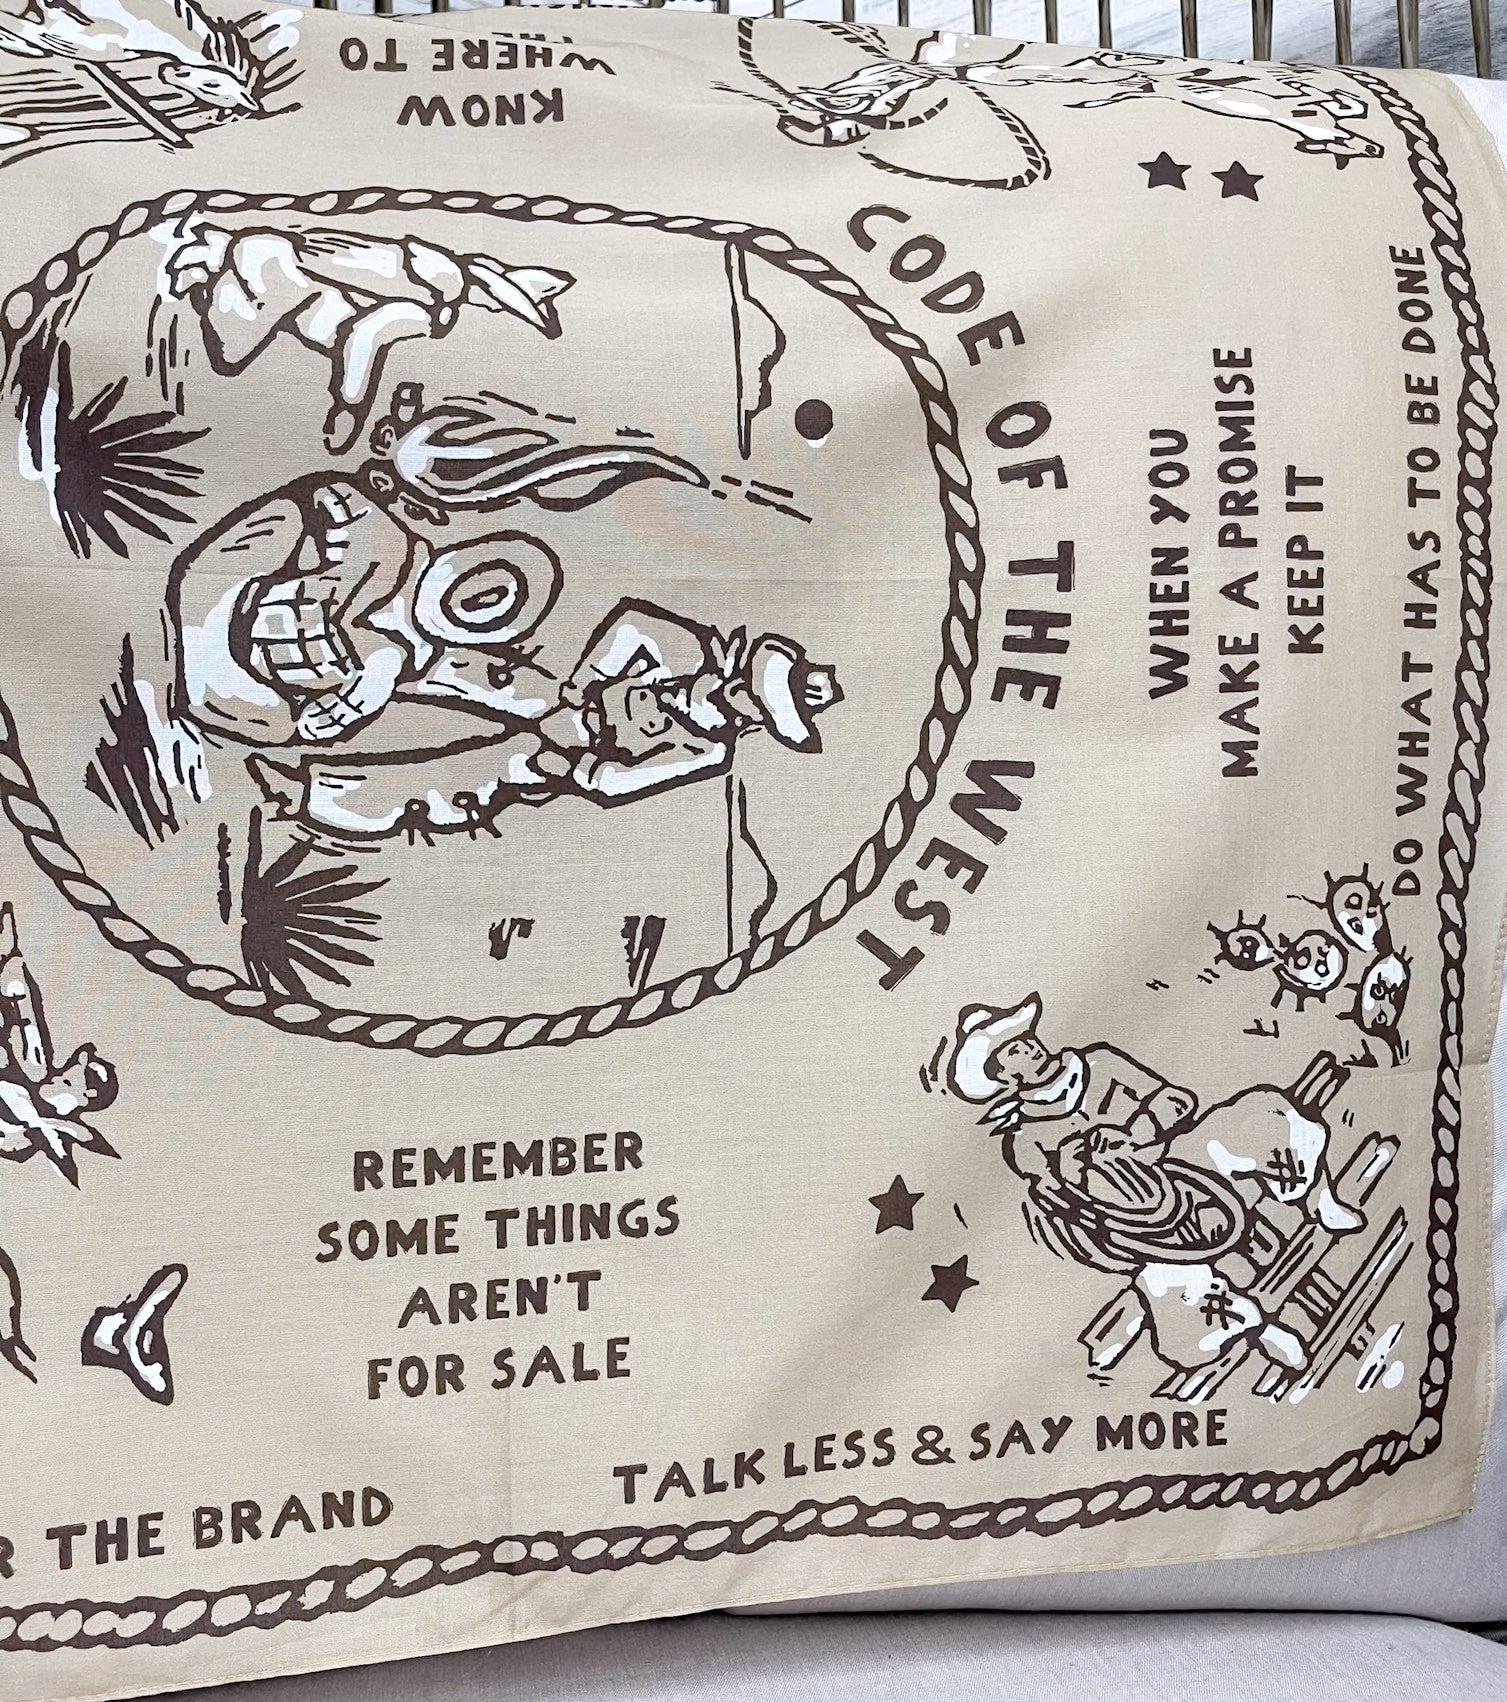 KNOW
WHERE TO
THE
CODE OF THE WEST
WHEN YOU
MAKE A PROMISE
KEEP IT
DO WHAT HAS TO BE DONE
REMEMBER
SOME THINGS
AREN'T
FOR SALE
TALK LESS & SAY MORE
THE BRAND